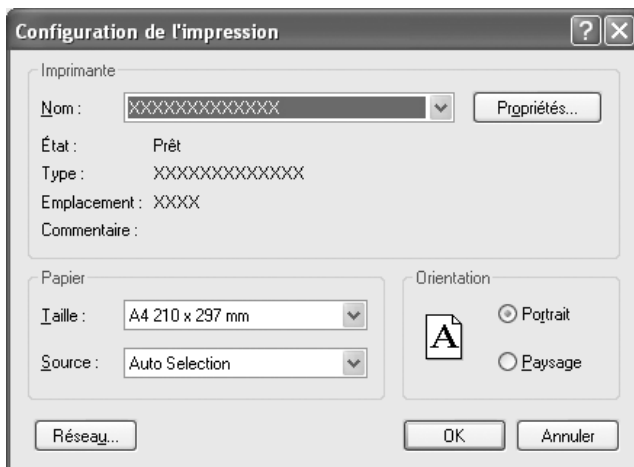 Configuration de l'impression
Imprimante
Nom :
XXXXXXXXXXXXX
Propriétés...
État :
Prêt
Type :
XXXXXXXXXXXXX
Emplacement :
XXXX
Commentaire :
Papier
Taille :
A4 210 x 297 mm
Source :
Auto Selection
Orientation
A
Portrait
Paysage
Réseau...
OK
Annuler